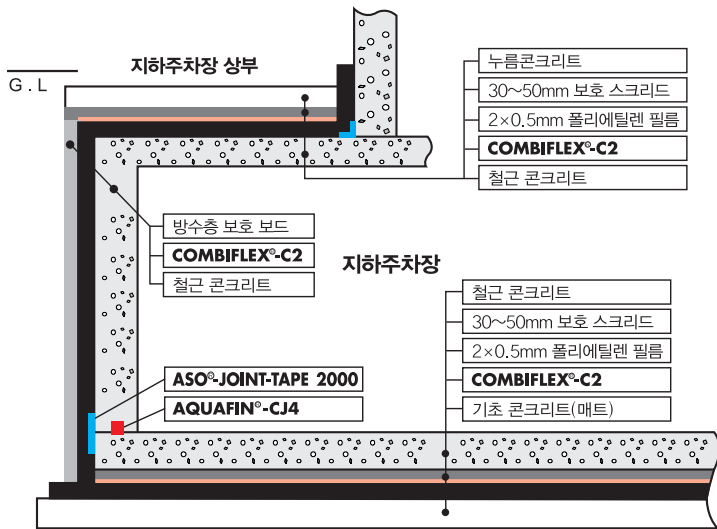 지하주차장 상부
G.L
누름콘크리트
30~50mm 보호 스크리드
2×0.5mm 폴리에틸렌 필름
COMBIFLEX®-C2
철근 콘크리트
방수층 보호 보드
COMBIFLEX®-C2
철근 콘크리트
지하주차장
철근 콘크리트
30~50mm 보호 스크리드
2×0.5mm 폴리에틸렌 필름
COMBIFLEX®-C2
기초 콘크리트(매트)
ASO®-JOINT-TAPE 2000
AQUAFIN®-CJ4